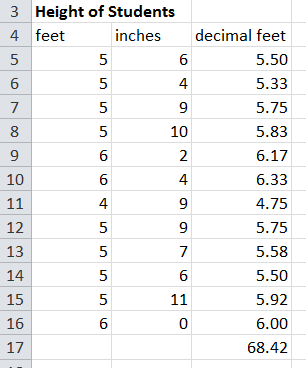 3 Height of Students
4 feet inches decimal feet
5 5 6 5.50
6 5 4 5.33
7 5 9 5.75
8 5 10 5.83
9 6 2 6.17
10 6 4 6.33
11 4 9 4.75
12 5 9 5.75
13 5 7 5.58
14 5 6 5.50
15 5 11 5.92
16 6 0 6.00
17 68.42